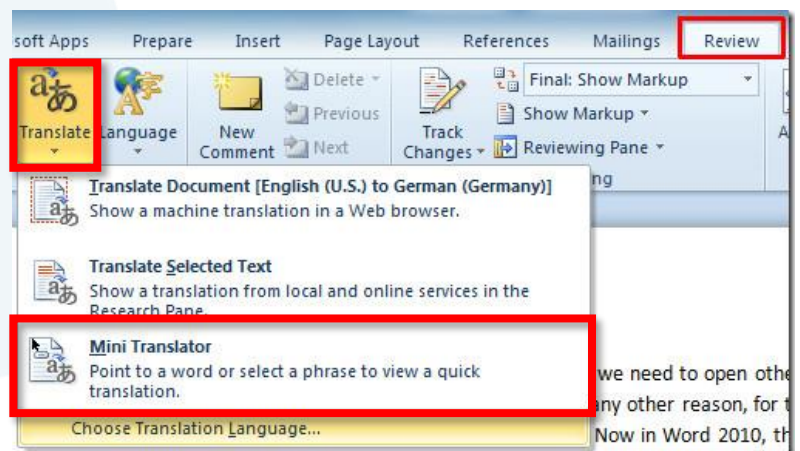 soft Apps Prepare Insert Page Layout References Mailings Review
Translate Language New Comment Delete Previous Next Track Changes Final: Show Markup Show Markup Reviewing Pane
ng
Translate Document [English (U.S.) to German (Germany)]
Show a machine translation in a Web browser.
Translate Selected Text
Show a translation from local and online services in the
Research Pane.
Mini Translator
Point to a word or select a phrase to view a quick
translation.
Choose Translation Language...
we need to open othe
any other reason, for t
Now in Word 2010, th